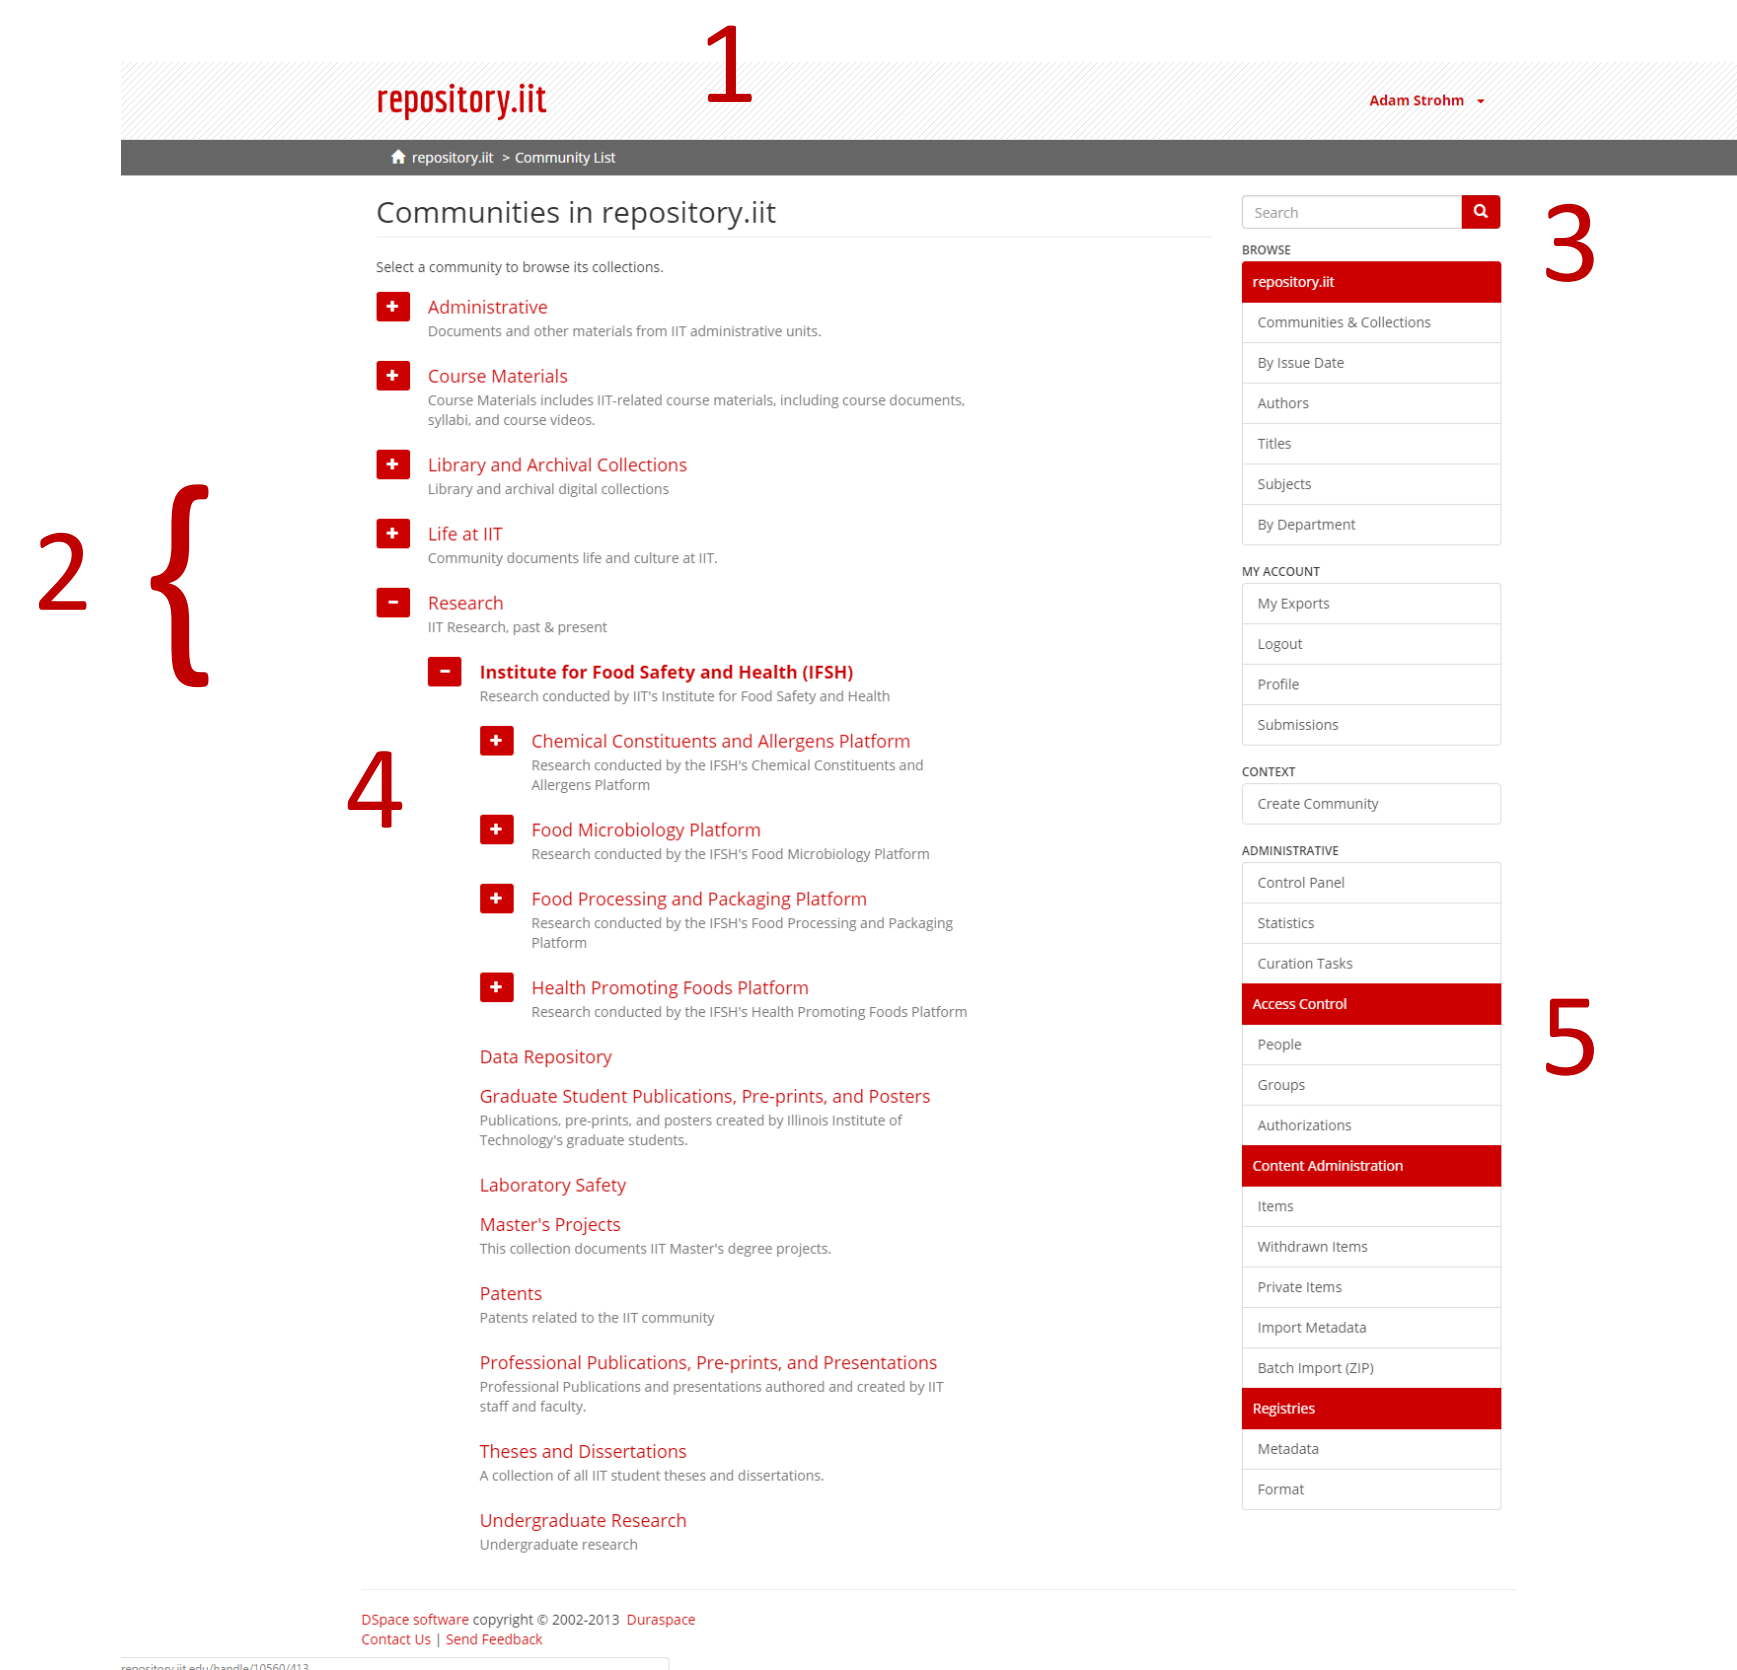 1
repository.iit
Adam Strohm
repository.iit > Community List
Communities in repository.iit
Select a community to browse its collections.
Administrative
Documents and other materials from IIT administrative units.
Course Materials
Course Materials includes IIT-related course materials, including course documents,
syllabi, and course videos.
Library and Archival Collections
Library and archival digital collections
2
{
Life at IIT
Community documents life and culture at IIT.
Research
IIT Research, past & present
Institute for Food Safety and Health (IFSH)
Research conducted by IIT's Institute for Food Safety and Health
4
Chemical Constituents and Allergens Platform
Research conducted by the IFSH's Chemical Constituents and
Allergens Platform
Food Microbiology Platform
Research conducted by the IFSH's Food Microbiology Platform
Food Processing and Packaging Platform
Research conducted by the IFSH's Food Processing and Packaging
Platform
Health Promoting Foods Platform
Research conducted by the IFSH's Health Promoting Foods Platform
Data Repository
Graduate Student Publications, Pre-prints, and Posters
Publications, pre-prints, and posters created by Illinois Institute of
Technology's graduate students.
Laboratory Safety
Master's Projects
This collection documents IIT Master's degree projects.
Patents
Patents related to the IIT community
Professional Publications, Pre-prints, and Presentations
Professional Publications and presentations authored and created by IIT
staff and faculty.
Theses and Dissertations
A collection of all IIT student theses and dissertations.
Undergraduate Research
Undergraduate research
Search
3
BROWSE
repository.iit
Communities & Collections
By Issue Date
Authors
Titles
Subjects
By Department
MY ACCOUNT
My Exports
Logout
Profile
Submissions
CONTEXT
Create Community
ADMINISTRATIVE
Control Panel
Statistics
Curation Tasks
Access Control
5
People
Groups
Authorizations
Content Administration
Items
Withdrawn Items
Private Items
Import Metadata
Batch Import (ZIP)
Registries
Metadata
Format
DSpace software copyright © 2002-2013 Duraspace
Contact Us | Send Feedback
repository.iit.edu/handle/10560/413